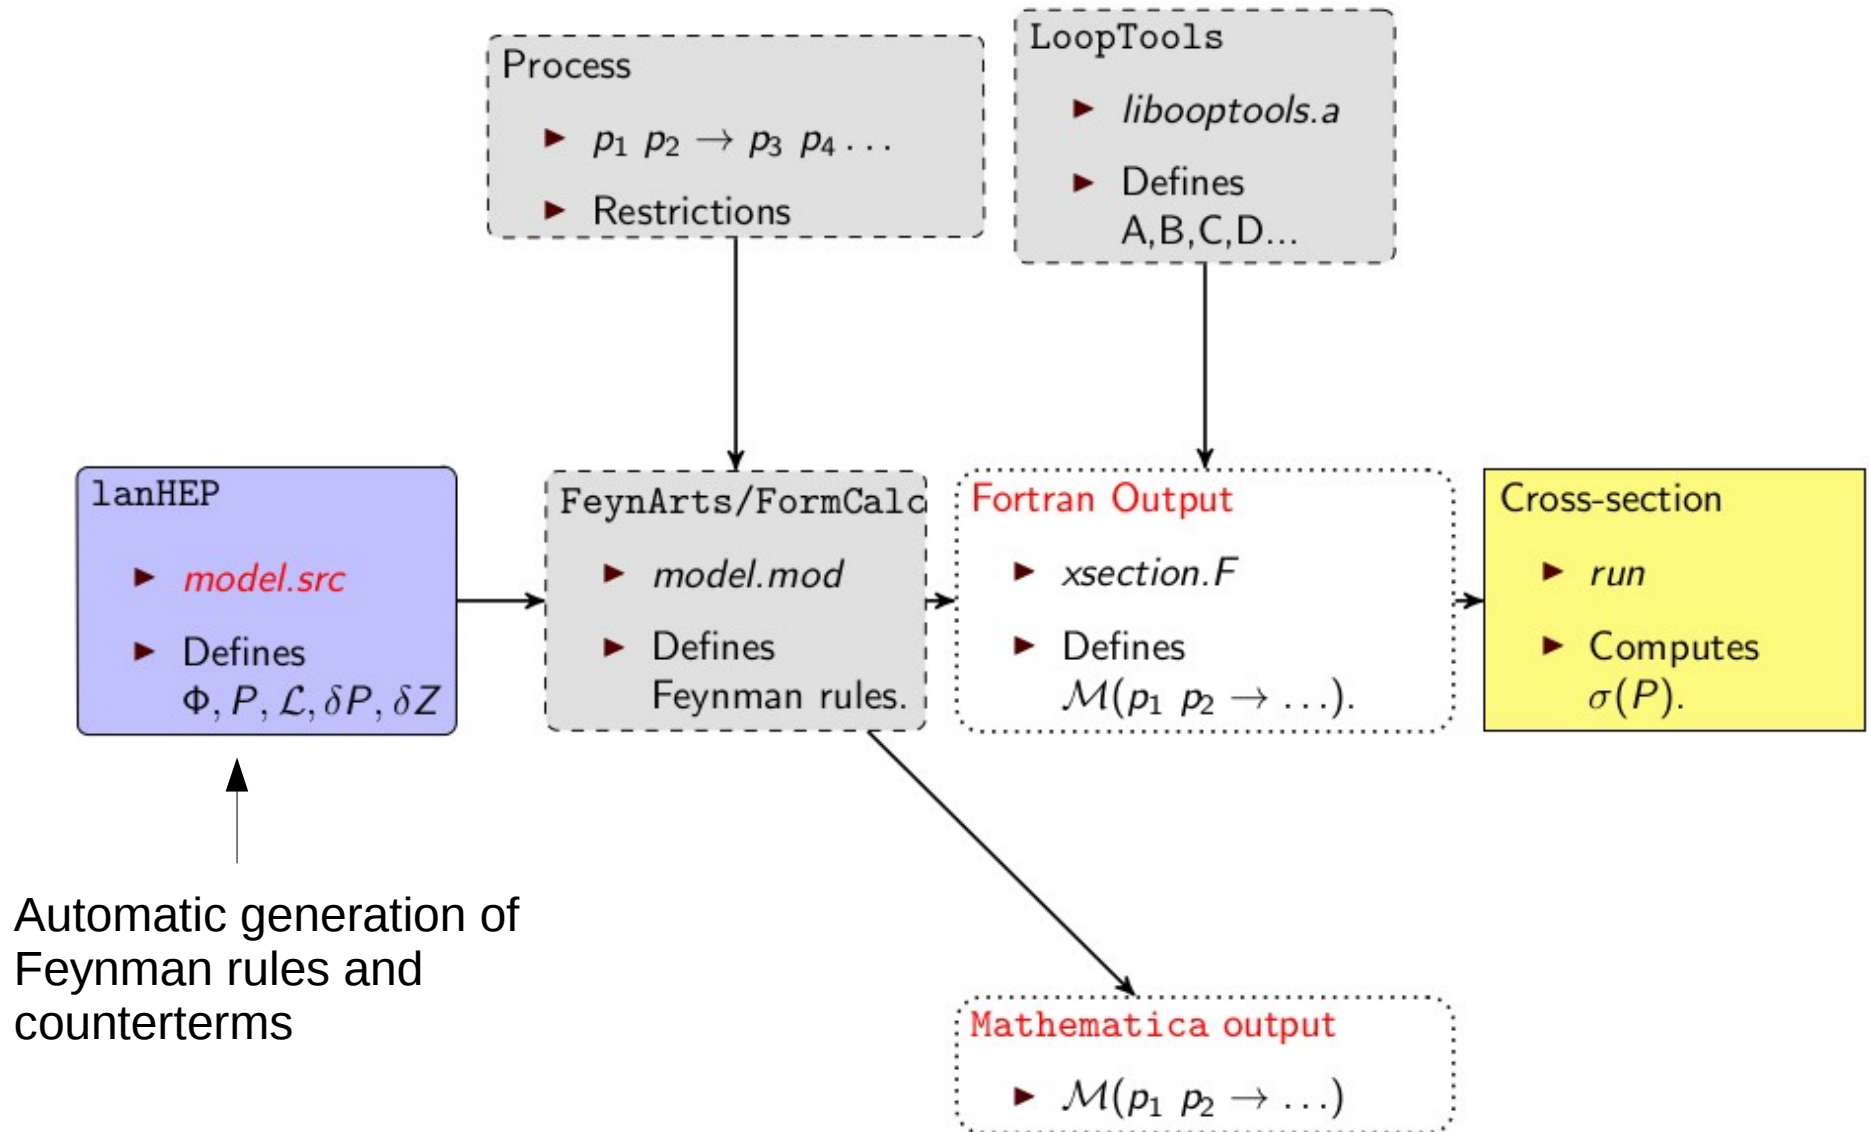 Process
► p₁ p₂ → p₃ p₄ ...
► Restrictions
LoopTools
► libooptools.a
► Defines
A,B,C,D...
lanHEP
► model.src
► Defines
Φ, P, ℒ, δP, δZ
FeynArts/FormCalc
► model.mod
► Defines
Feynman rules.
Fortran Output
► xsection.F
► Defines
ℳ(p₁ p₂ → ...).
Cross-section
► run
► Computes
σ(P).
Automatic generation of
Feynman rules and
counterterms
Mathematica output
► ℳ(p₁ p₂ → ...)